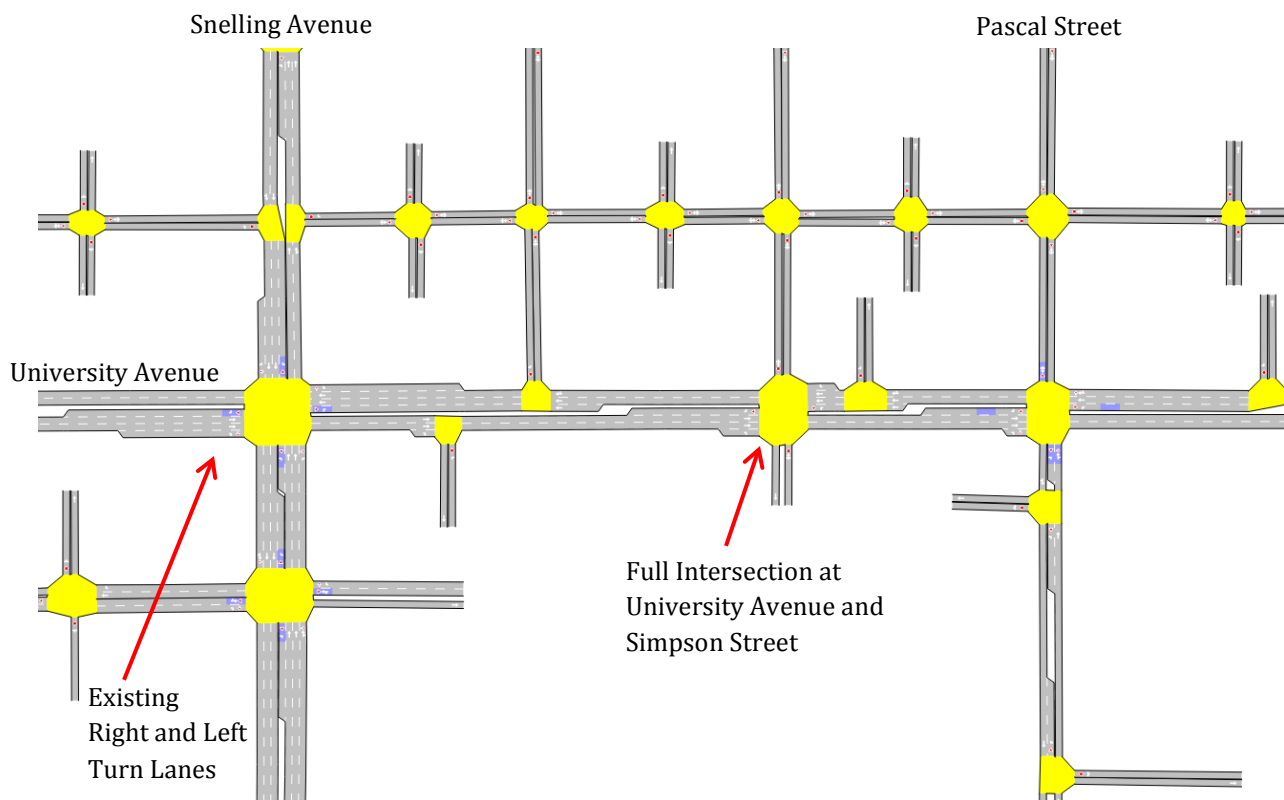 Snelling Avenue
Pascal Street
University Avenue
Full Intersection at
University Avenue and
Simpson Street
Existing
Right and Left
Turn Lanes